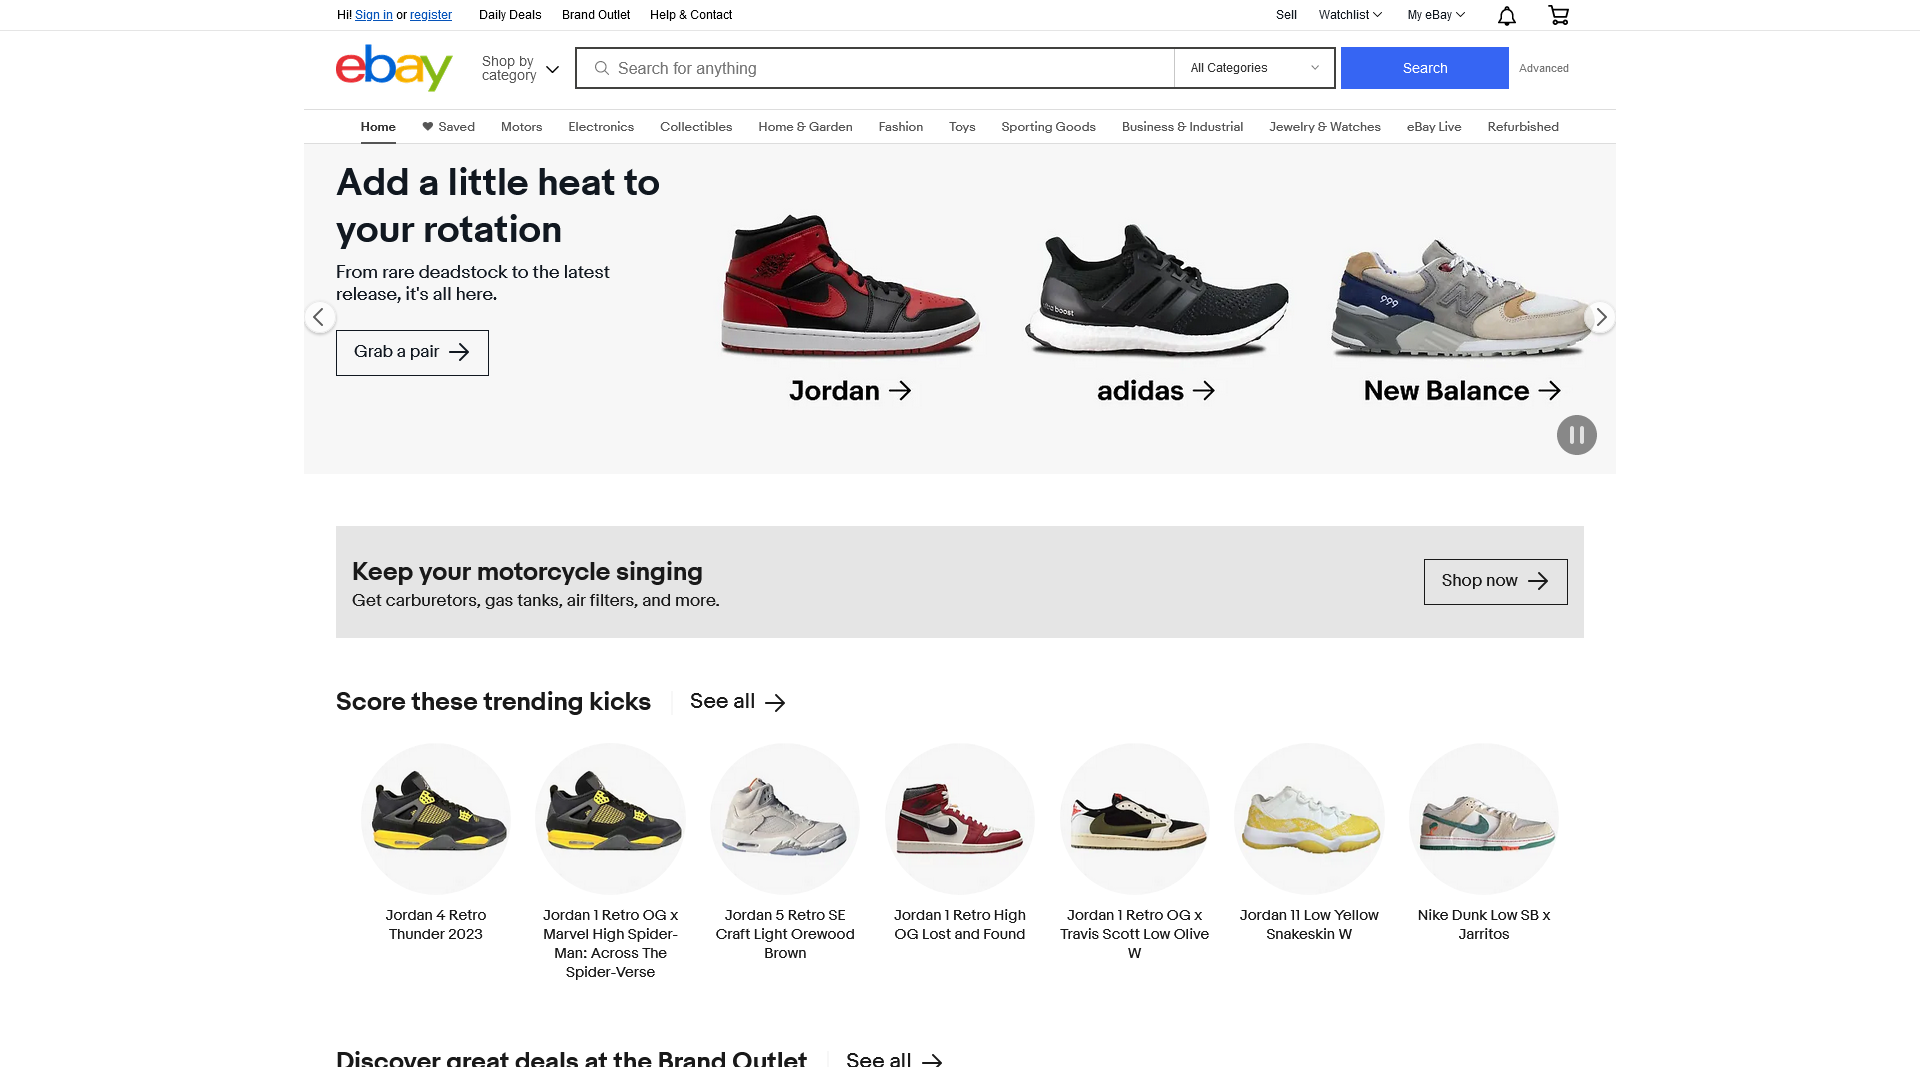 Hi! Sign in or register Daily Deals Brand Outlet Help & Contact Sell Watchlist My eBay
ebay
Shop by
category
Search for anything
All Categories
Search
Advanced
Home Saved Motors Electronics Collectibles Home & Garden Fashion Toys Sporting Goods Business & Industrial Jewelry & Watches eBay Live Refurbished
Add a little heat to
your rotation
From rare deadstock to the latest
release, it's all here.
Grab a pair
ultra boost
999
Jordan
adidas
New Balance
Keep your motorcycle singing
Get carburetors, gas tanks, air filters, and more.
Shop now
Score these trending kicks
See all
Jordan 4 Retro
Thunder 2023
Jordan 1 Retro OG x
Marvel High Spider-
Man: Across The
Spider-Verse
Jordan 5 Retro SE
Craft Light Orewood
Brown
Jordan 1 Retro High
OG Lost and Found
Jordan 1 Retro OG x
Travis Scott Low Olive
W
Jordan 11 Low Yellow
Snakeskin W
Nike Dunk Low SB x
Jarritos
Discover great deals at the Brand Outlet
See all